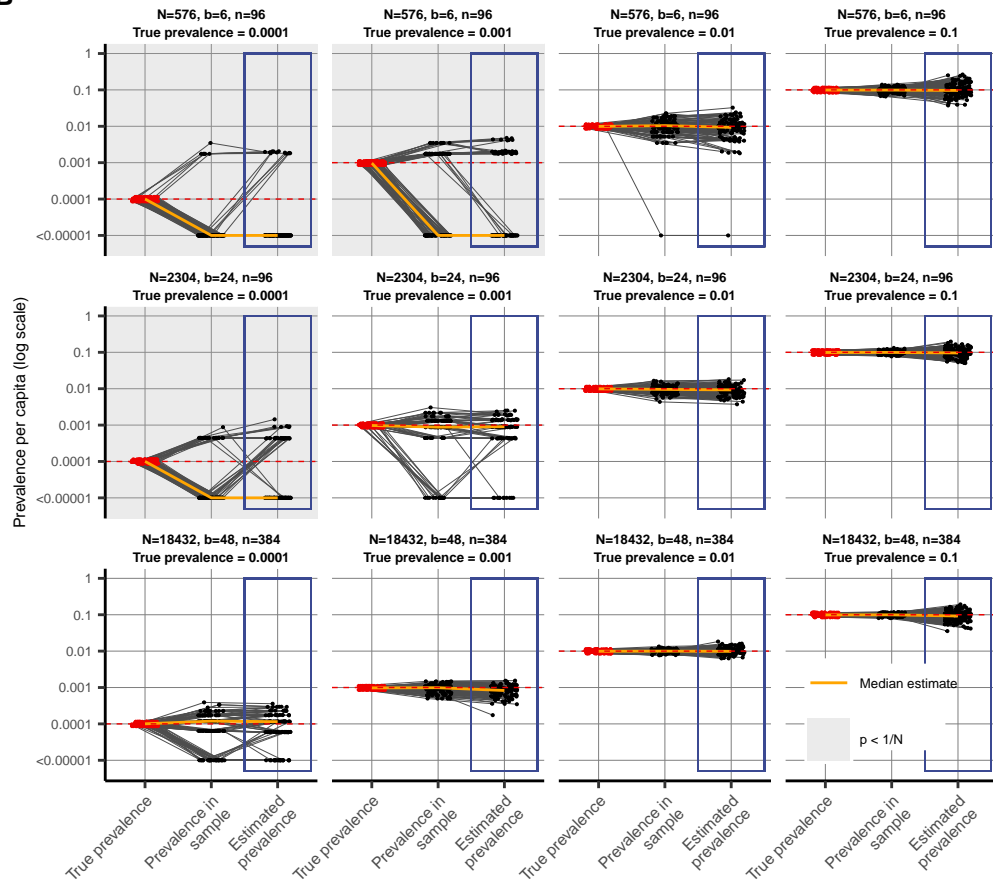 N=576, b=6, n=96
True prevalence = 0.0001
N=576, b=6, n=96
True prevalence = 0.001
N=576, b=6, n=96
True prevalence = 0.01
N=576, b=6, n=96
True prevalence = 0.1
1
0.1
0.01
0.001
0.0001
<0.00001
N=2304, b=24, n=96
True prevalence = 0.0001
N=2304, b=24, n=96
True prevalence = 0.001
N=2304, b=24, n=96
True prevalence = 0.01
N=2304, b=24, n=96
True prevalence = 0.1
Prevalence per capita (log scale)
1
0.1
0.01
0.001
0.0001
<0.00001
N=18432, b=48, n=384
True prevalence = 0.0001
N=18432, b=48, n=384
True prevalence = 0.001
N=18432, b=48, n=384
True prevalence = 0.01
N=18432, b=48, n=384
True prevalence = 0.1
1
0.1
0.01
0.001
0.0001
<0.00001
Median estimate
p < 1/N
True prevalence
Prevalence in
sample
Estimated
prevalence
True prevalence
Prevalence in
sample
Estimated
prevalence
True prevalence
Prevalence in
sample
Estimated
prevalence
True prevalence
Prevalence in
sample
Estimated
prevalence